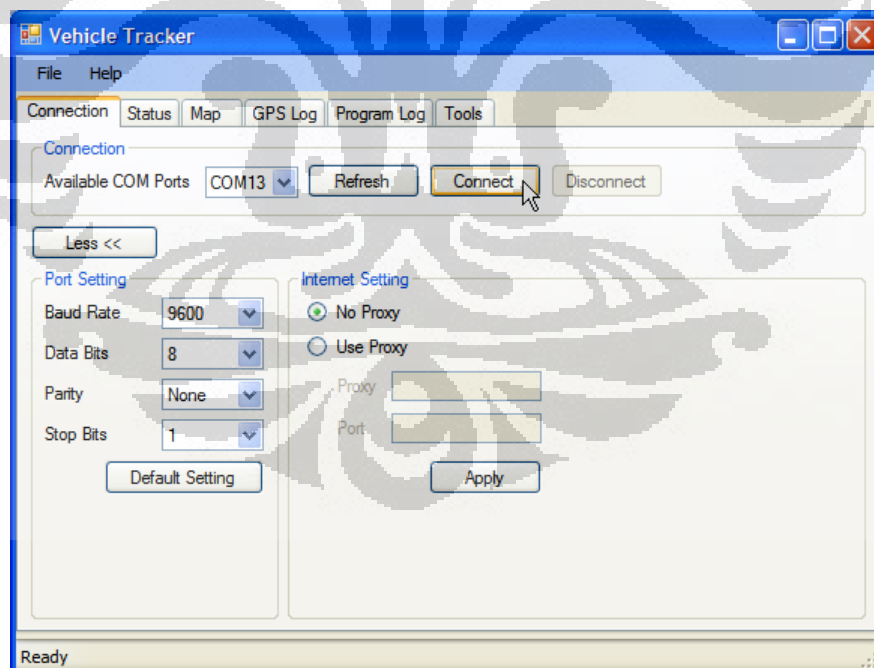 Vehicle Tracker
File Help
Connection Status Map GPS Log Program Log Tools
Connection
Available COM Ports COM13 Refresh Connect Disconnect
Less <<
Port Setting
Baud Rate 9600
Data Bits 8
Parity None
Stop Bits 1
Default Setting
Internet Setting
No Proxy
Use Proxy
Proxy
Port
Apply
Ready